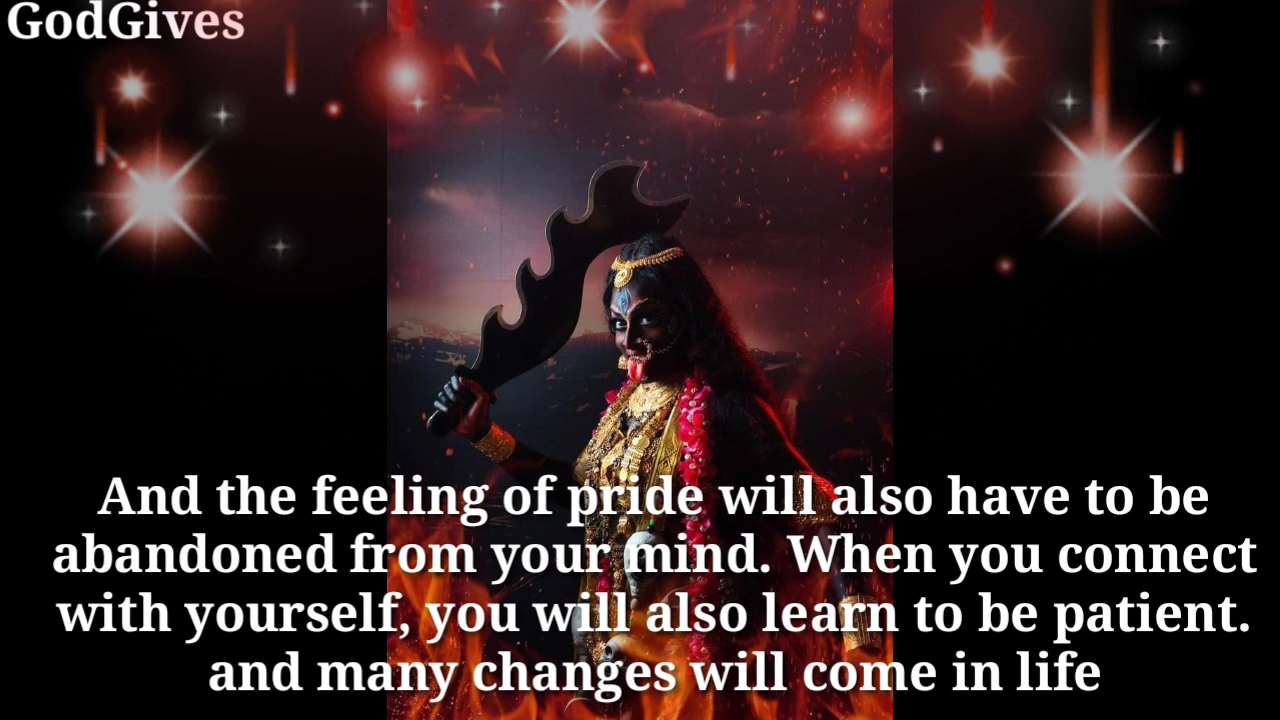 GodGives
And the feeling of pride will also have to be
abandoned from your mind. When you connect
with yourself, you will also learn to be patient.
and many changes will come in life